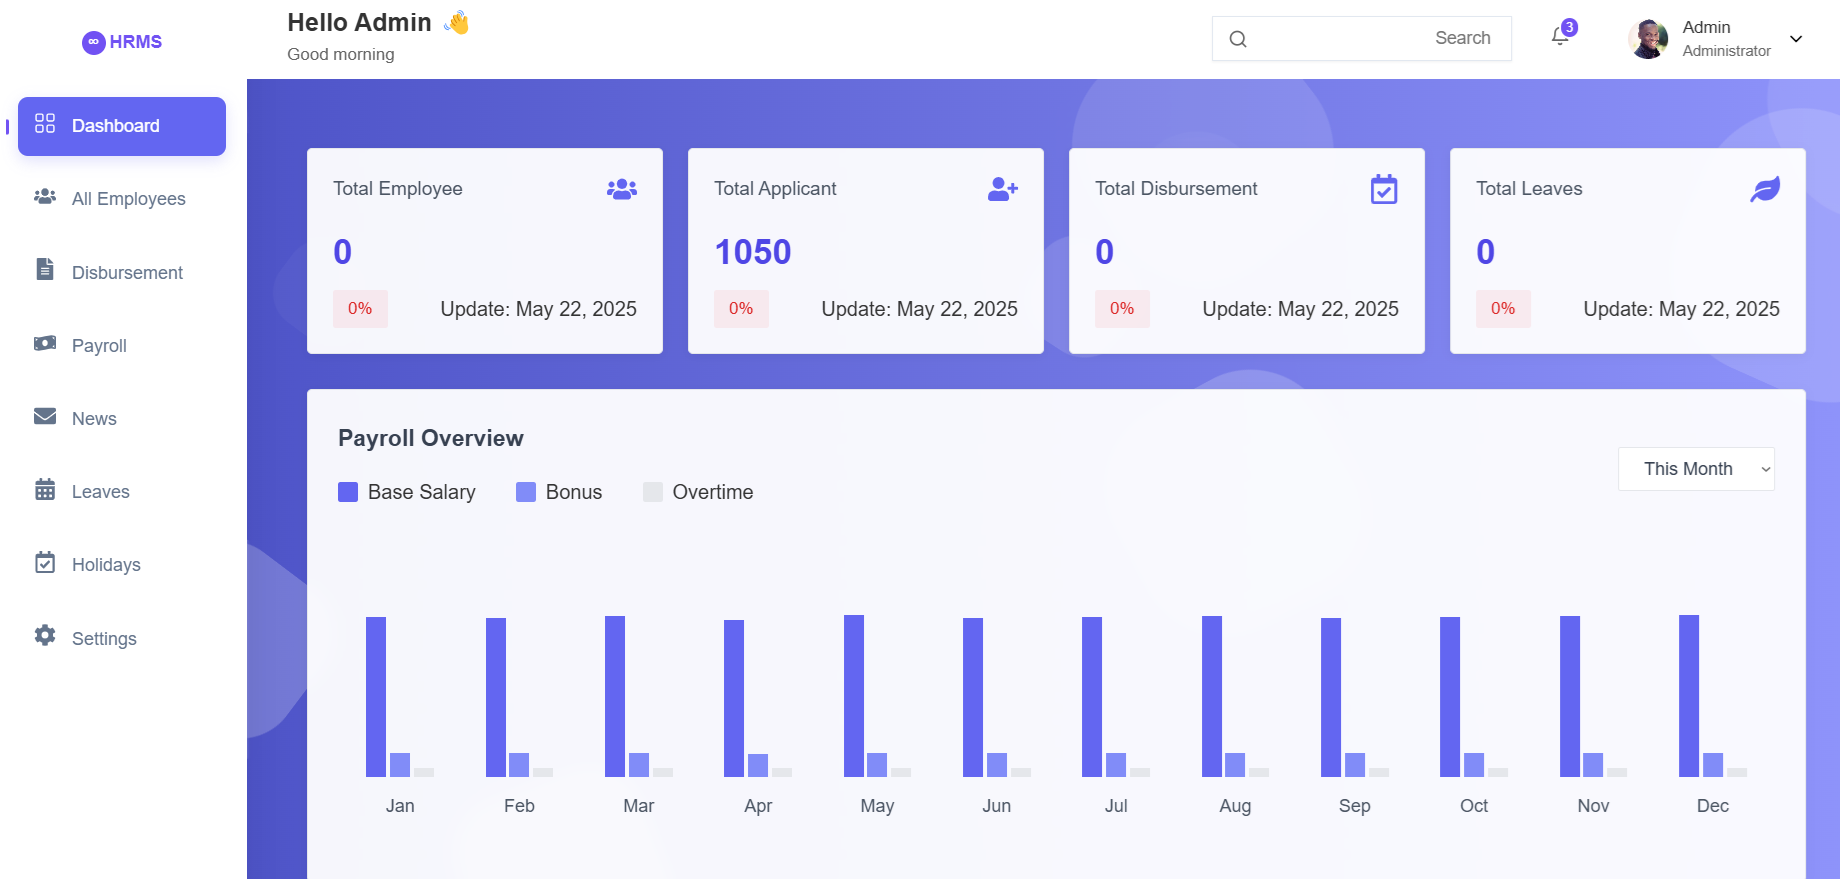 HRMS
Hello Admin 👋
Good morning
Search
3
Admin
Administrator
Dashboard
All Employees
Disbursement
Payroll
News
Leaves
Holidays
Settings
Total Employee
0
0%
Update: May 22, 2025
Total Applicant
1050
0%
Update: May 22, 2025
Total Disbursement
0
0%
Update: May 22, 2025
Total Leaves
0
0%
Update: May 22, 2025
Payroll Overview
Base Salary Bonus Overtime
This Month
Jan Feb Mar Apr May Jun Jul Aug Sep Oct Nov Dec